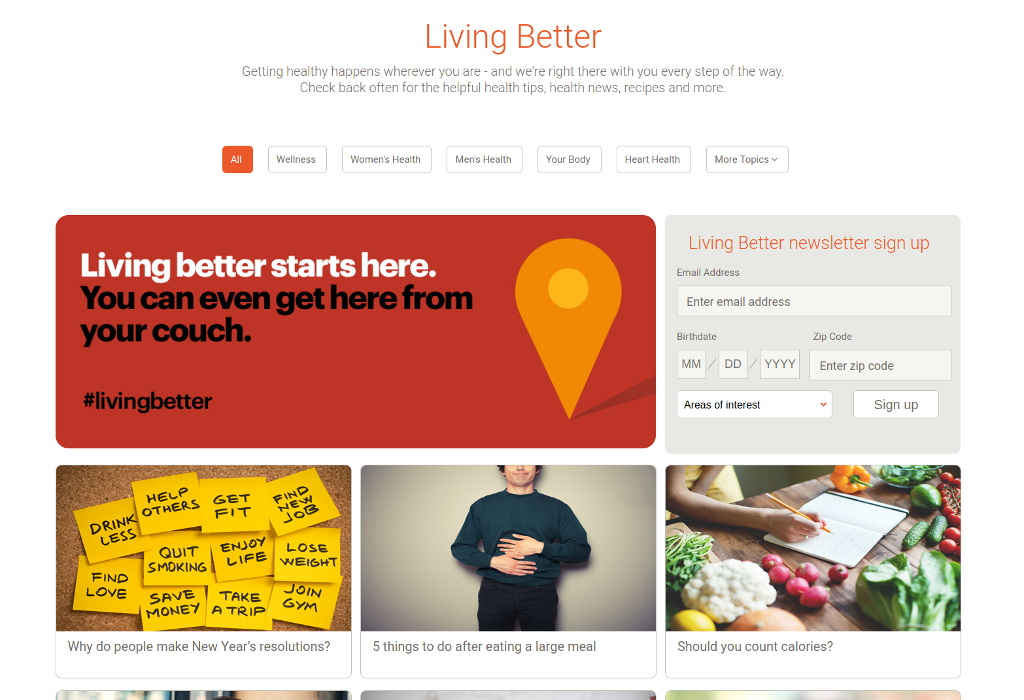 Living Better
Getting healthy happens wherever you are - and we're right there with you every step of the way.
Check back often for the helpful health tips, health news, recipes and more.
All
Wellness
Women's Health
Men's Health
Your Body
Heart Health
More Topics
Living better starts here.
You can even get here from
your couch.
#livingbetter
Living Better newsletter sign up
Email Address
Enter email address
Birthdate
Zip Code
MM / DD / YYYY
Enter zip code
Areas of interest
Sign up
DRINK
LESS
HELP
OTHERS
GET
FIT
FIND
NEW
JOB
QUIT
SMOKING
ENJOY
LIFE
LOSE
WEIGHT
FIND
LOVE
SAVE
MONEY
TAKE
A TRIP
JOIN
GYM
Why do people make New Year's resolutions?
5 things to do after eating a large meal
Should you count calories?